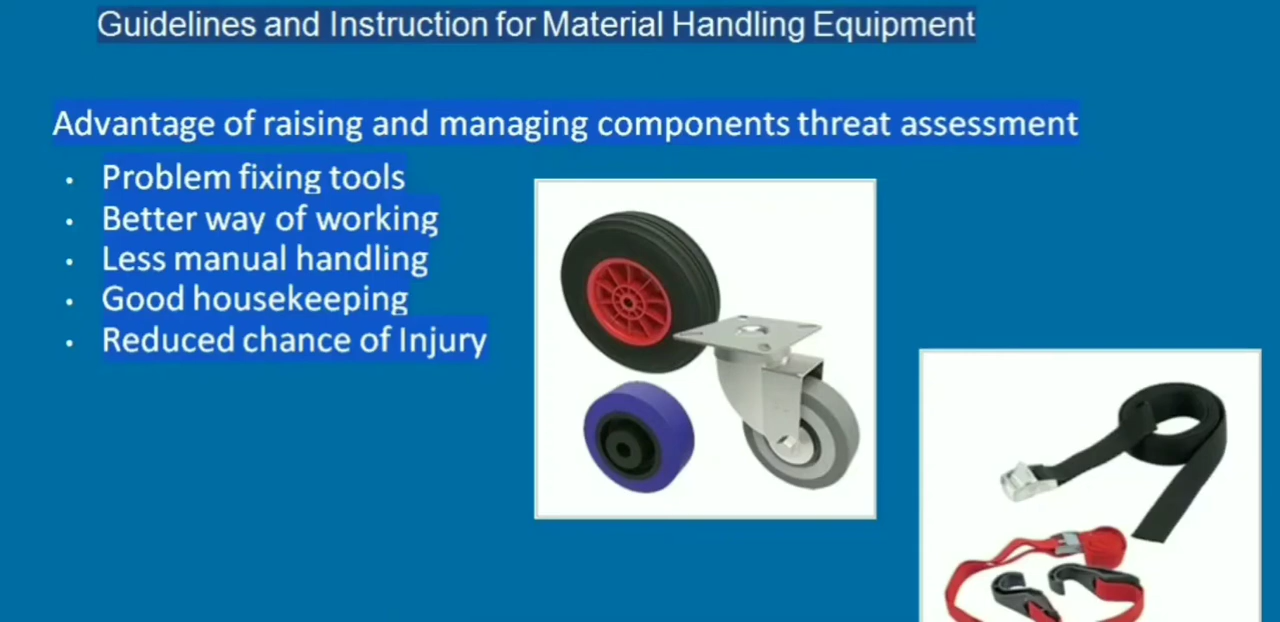 Guidelines and Instruction for Material Handling Equipment
Advantage of raising and managing components threat assessment
• Problem fixing tools
• Better way of working
• Less manual handling
• Good housekeeping
• Reduced chance of Injury